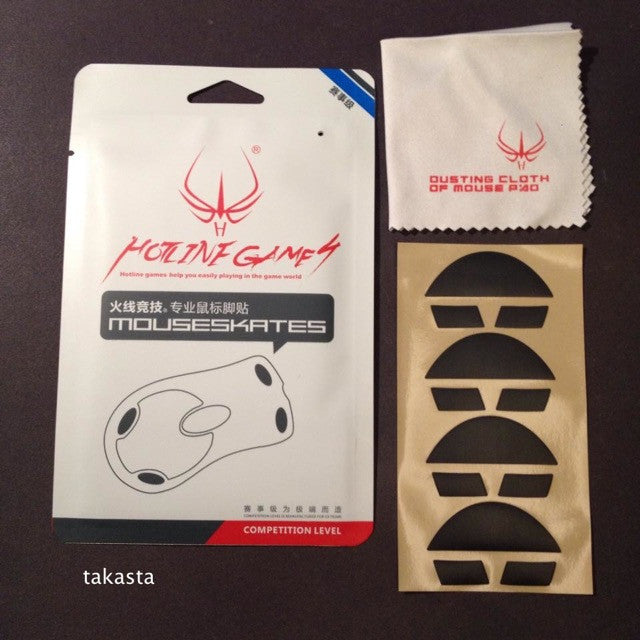 赛事级
®
H
HOTLINE GAMES
Hotline games help you easily playing in the game world
火线竞技®专业鼠标脚贴
MOUSESKATES
赛事级为极端而造
COMPETITION LEVEL
H
DUSTING CLOTH
OF MOUSE PAD
takasta